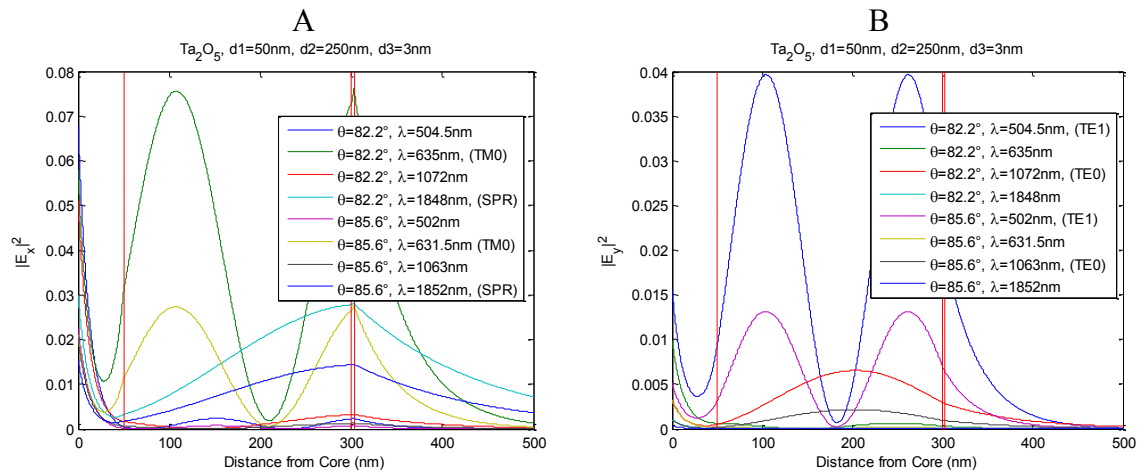 A
Ta2O5, d1=50nm, d2=250nm, d3=3nm
|Ex|2
0.08
0.07
0.06
0.05
0.04
0.03
0.02
0.01
0
θ=82.2°, λ=504.5nm
θ=82.2°, λ=635nm, (TM0)
θ=82.2°, λ=1072nm
θ=82.2°, λ=1848nm (SPR)
θ=85.6°, λ=502nm
θ=85.6°, λ=631.5nm (TM0)
θ=85.6°, λ=1063nm
θ=85.6°, λ=1852nm, (SPR)
0 100 200 300 400 500
Distance from Core (nm)
B
Ta2O5, d1=50nm, d2=250nm, d3=3nm
|Ey|2
0.04
0.035
0.03
0.025
0.02
0.015
0.01
0.005
0
θ=82.2°, λ=504.5nm, (TE1)
θ=82.2°, λ=635nm
θ=82.2°, λ=1072nm (TE0)
θ=82.2°, λ=1848nm
θ=85.6°, λ=502nm (TE1)
θ=85.6°, λ=631.5nm
θ=85.6°, λ=1063nm, (TE0)
θ=85.6°, λ=1852nm
0 100 200 300 400 500
Distance from Core (nm)